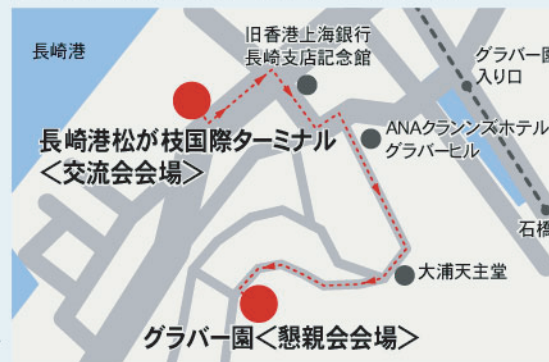 長崎港
旧香港上海銀行
長崎支店記念館
グラバー園
入り口
長崎港松が枝国際ターミナル
<交流会会場>
ANAクランンズホテル
グラバーヒル
石橋
大浦天主堂
グラバー園<懇親会会場>